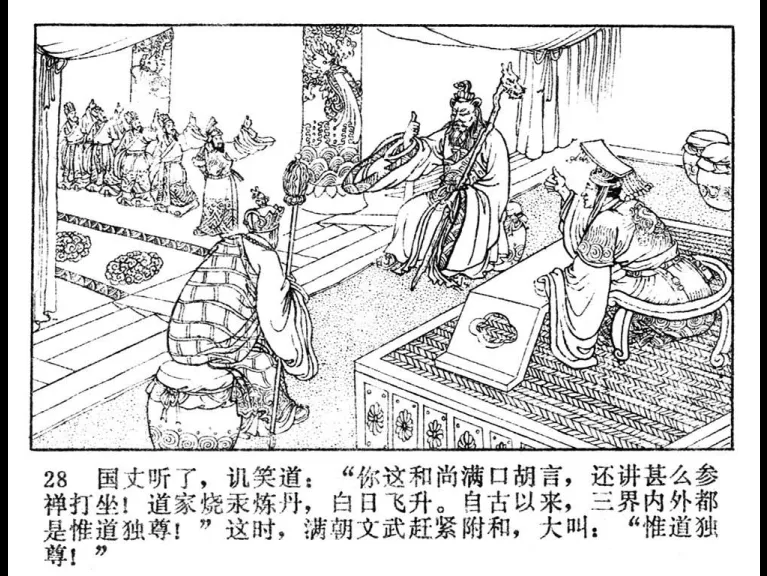 28 国丈听了，讥笑道：“你这和尚满口胡言，还讲甚么参
禅打坐！道家烧汞炼丹，白日飞升。自古以来，三界内外都
是惟道独尊！”这时，满朝文武赶紧附和，大叫：“惟道独
尊！”